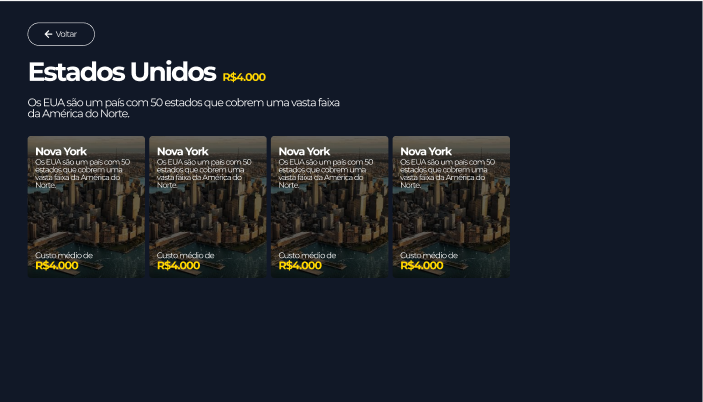 Voltar
Estados Unidos R$4.000
Os EUA são um país com 50 estados que cobrem uma vasta faixa
da América do Norte.
Nova York
Os EUA são um país com 50
estados que cobrem uma
vasta faixa da América do
Norte.
Custo médio de
R$4.000
Nova York
Os EUA são um país com 50
estados que cobrem uma
vasta faixa da América do
Norte.
Custo médio de
R$4.000
Nova York
Os EUA são um país com 50
estados que cobrem uma
vasta faixa da América do
Norte.
Custo médio de
R$4.000
Nova York
Os EUA são um país com 50
estados que cobrem uma
vasta faixa da América do
Norte.
Custo médio de
R$4.000